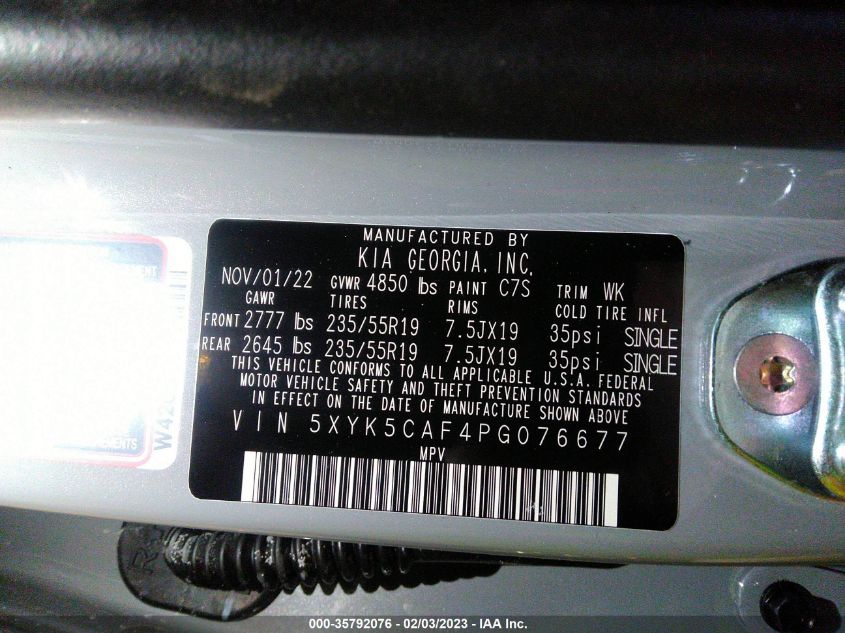 MANUFACTURED BY
KIA GEORGIA, INC.
NOV/01/22 GVWR 4850 lbs PAINT C7S TRIM WK
GAWR TIRES RIMS COLD TIRE INFL
FRONT 2777 lbs 235/55R19 7.5JX19 35psi SINGLE
REAR 2645 lbs 235/55R19 7.5JX19 35psi SINGLE
THIS VEHICLE CONFORMS TO ALL APPLICABLE U.S.A. FEDERAL
MOTOR VEHICLE SAFETY AND THEFT PREVENTION STANDARDS
IN EFFECT ON THE DATE OF MANUFACTURE SHOWN ABOVE
VIN 5XYK5CAF4PG076677
MPV
000-35792076 - 02/03/2023 - IAA Inc.